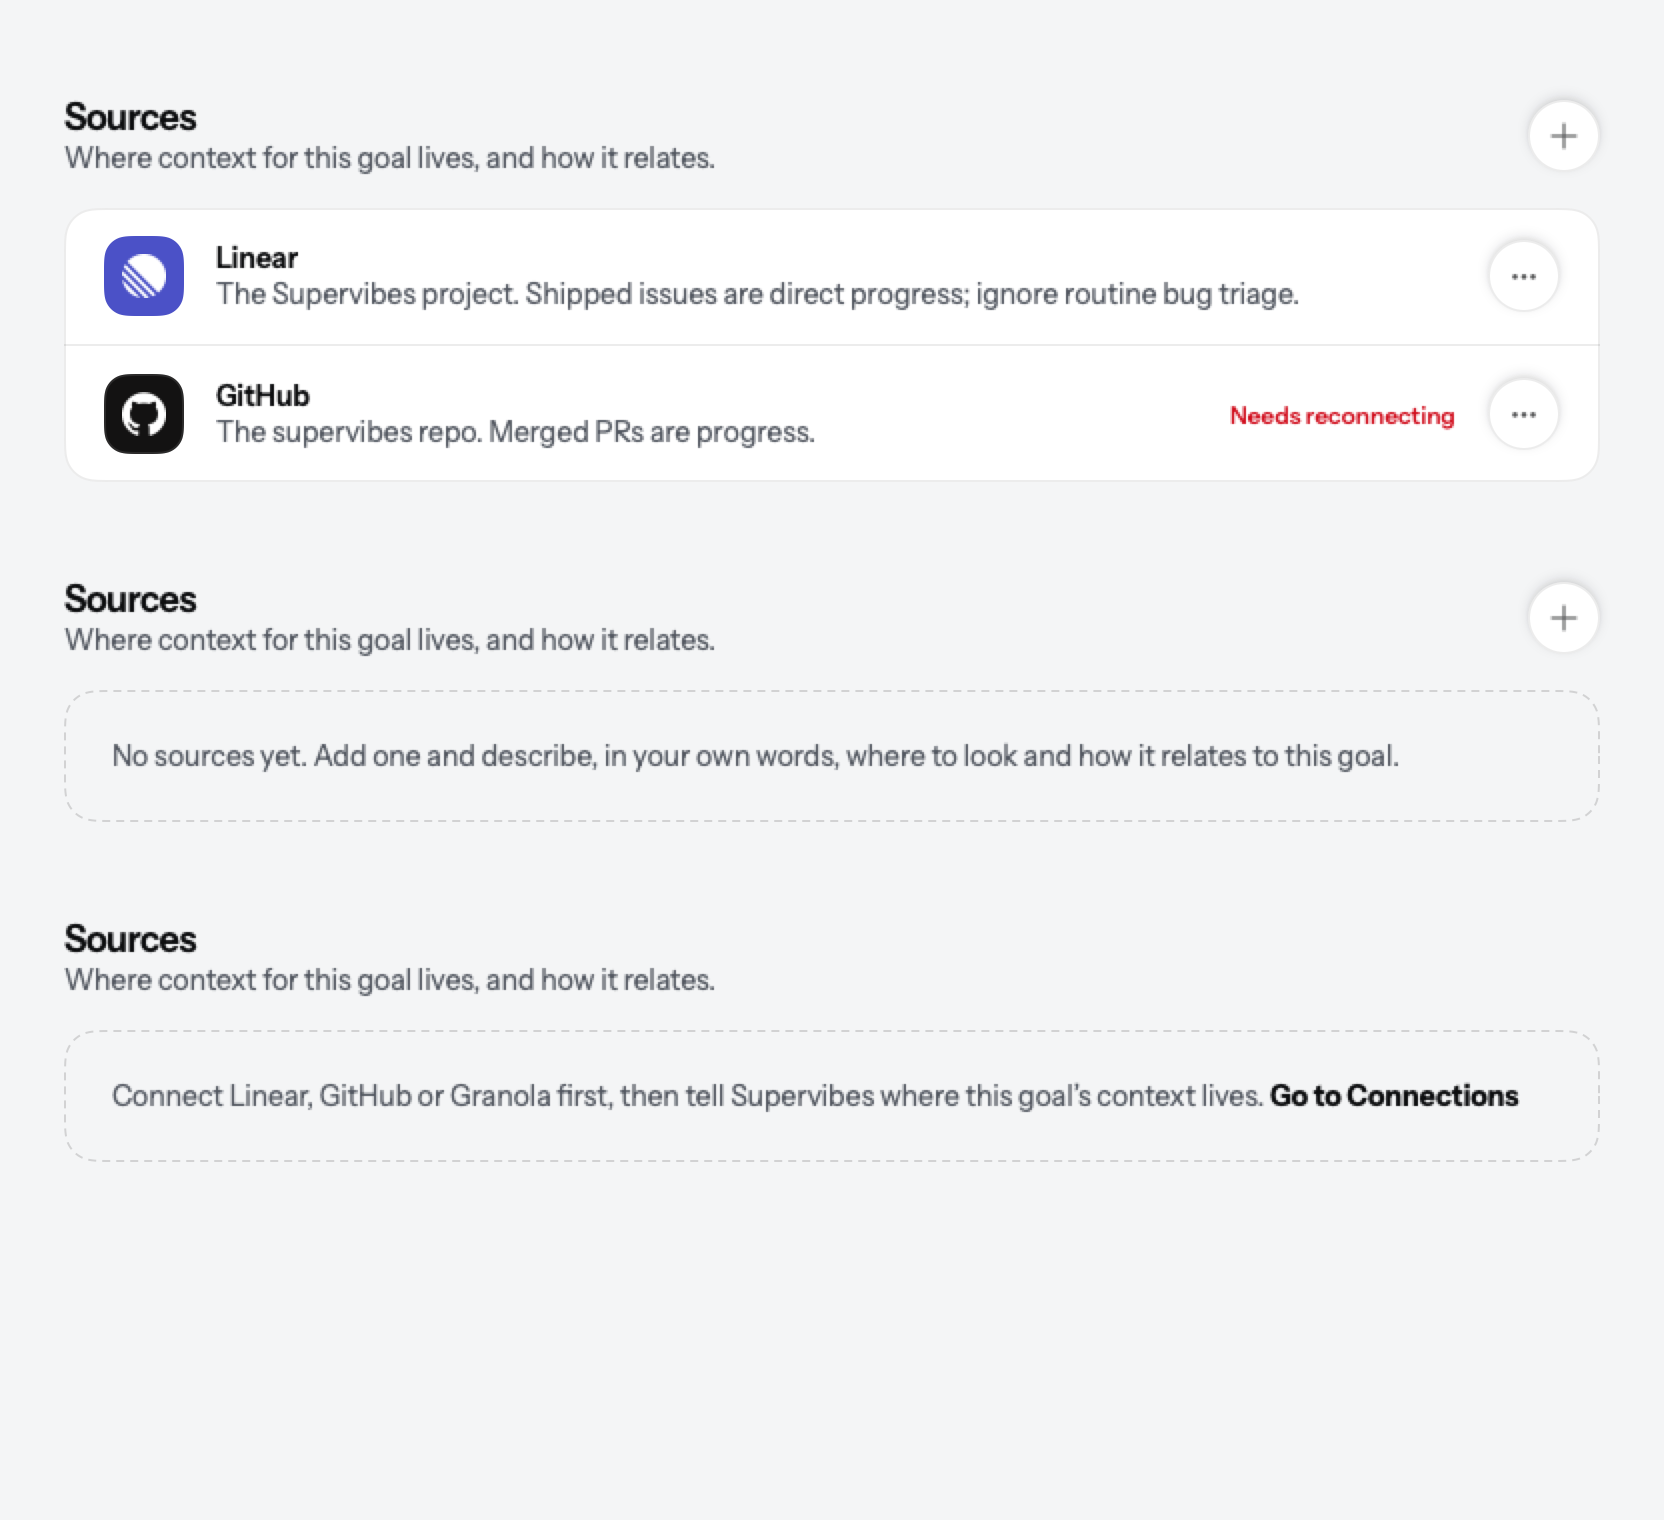 Sources
Where context for this goal lives, and how it relates.
Linear
The Supervibes project. Shipped issues are direct progress; ignore routine bug triage.
GitHub
The supervibes repo. Merged PRs are progress.
Needs reconnecting
Sources
Where context for this goal lives, and how it relates.
No sources yet. Add one and describe, in your own words, where to look and how it relates to this goal.
Sources
Where context for this goal lives, and how it relates.
Connect Linear, GitHub or Granola first, then tell Supervibes where this goal’s context lives. Go to Connections